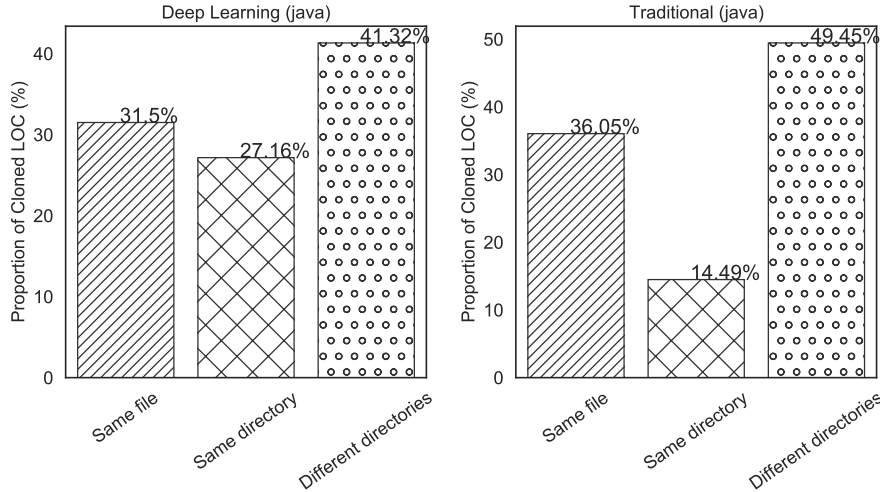 Deep Learning (java)
Proportion of Cloned LOC (%)
40
30
20
10
0
31.5%
27.16%
41.32%
Same file
Same directory
Different directories
Traditional (java)
Proportion of Cloned LOC (%)
50
40
30
20
10
0
36.05%
14.49%
49.45%
Same file
Same directory
Different directories